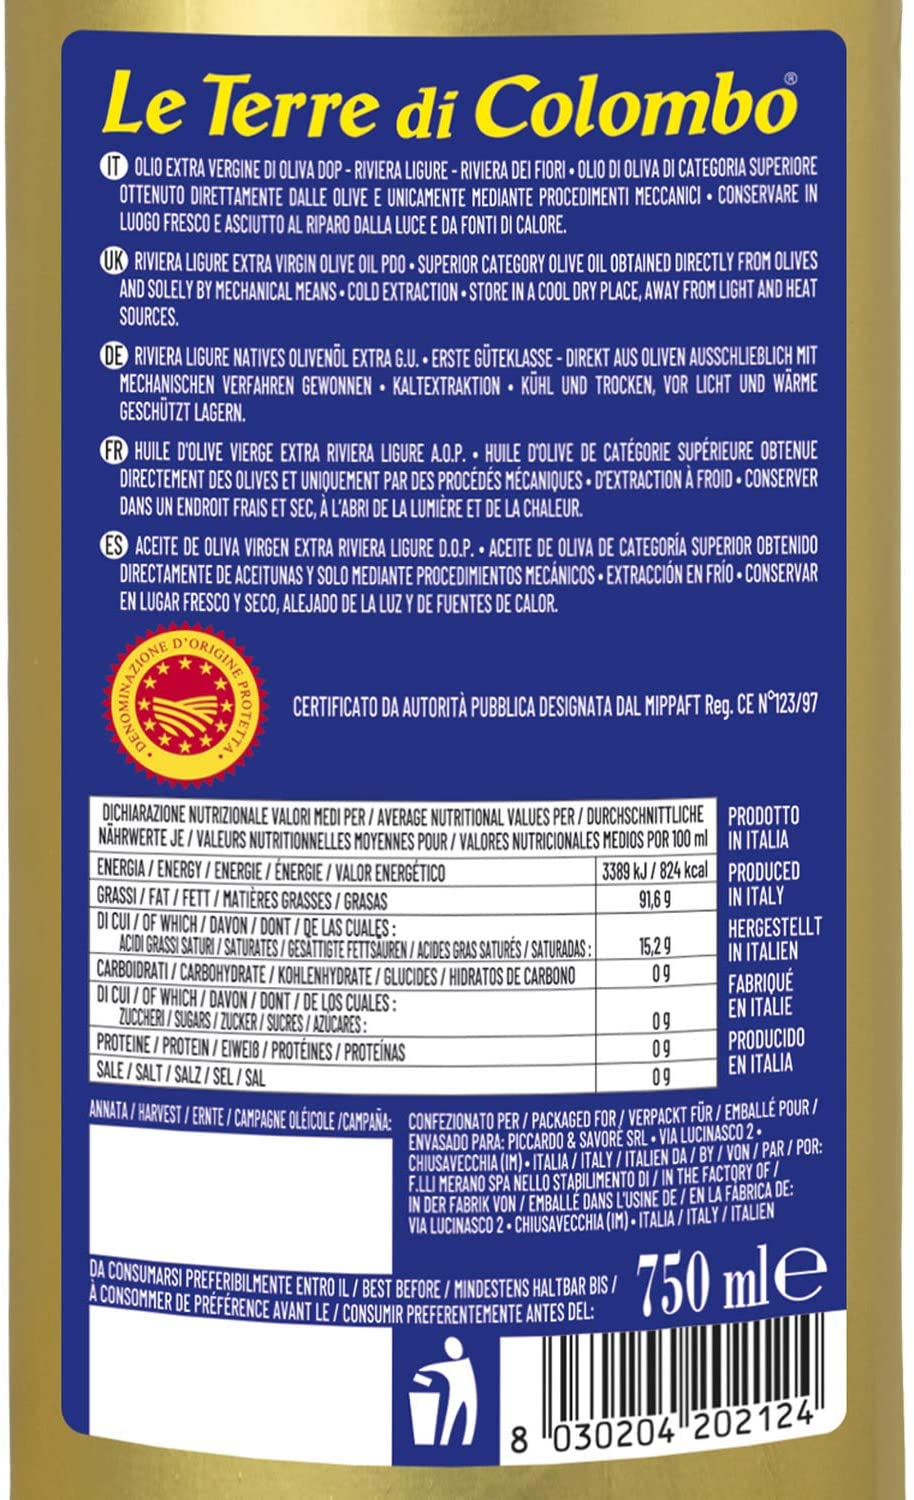 Le Terre di Colombo®
IT OLIO EXTRA VERGINE DI OLIVA DOP - RIVIERA LIGURE - RIVIERA DEI FIORI • OLIO DI OLIVA DI CATEGORIA SUPERIORE
OTTENUTO DIRETTAMENTE DALLE OLIVE E UNICAMENTE MEDIANTE PROCEDIMENTI MECCANICI • CONSERVARE IN
LUOGO FRESCO E ASCIUTTO AL RIPARO DALLA LUCE E DA FONTI DI CALORE.
UK RIVIERA LIGURE EXTRA VIRGIN OLIVE OIL PDO • SUPERIOR CATEGORY OLIVE OIL OBTAINED DIRECTLY FROM OLIVES
AND SOLELY BY MECHANICAL MEANS • COLD EXTRACTION • STORE IN A COOL DRY PLACE, AWAY FROM LIGHT AND HEAT
SOURCES.
DE RIVIERA LIGURE NATIVES OLIVENÖL EXTRA G.U. • ERSTE GÜTEKLASSE - DIREKT AUS OLIVEN AUSSCHLIEBLICH MIT
MECHANISCHEN VERFAHREN GEWONNEN • KALTEXTRAKTION • KÜHL UND TROCKEN, VOR LICHT UND WÄRME
GESCHÜTZT LAGERN.
FR HUILE D'OLIVE VIERGE EXTRA RIVIERA LIGURE A.O.P. • HUILE D'OLIVE DE CATÉGORIE SUPÉRIEURE OBTENUE
DIRECTEMENT DES OLIVES ET UNIQUEMENT PAR DES PROCÉDÉS MÉCANIQUES • D'EXTRACTION À FROID • CONSERVER
DANS UN ENDROIT FRAIS ET SEC, À L'ABRI DE LA LUMIÈRE ET DE LA CHALEUR.
ES ACEITE DE OLIVA VIRGEN EXTRA RIVIERA LIGURE D.O.P. • ACEITE DE OLIVA DE CATEGORÍA SUPERIOR OBTENIDO
DIRECTAMENTE DE ACEITUNAS Y SOLO MEDIANTE PROCEDIMIENTOS MECÁNICOS • EXTRACCIÓN EN FRÍO • CONSERVAR
EN LUGAR FRESCO Y SECO, ALEJADO DE LA LUZ Y DE FUENTES DE CALOR.
DENOMINAZIONE D'ORIGINE PROTETTA
CERTIFICATO DA AUTORITÀ PUBBLICA DESIGNATA DAL MIPPAFT Reg. CE N°123/97
DICHIARAZIONE NUTRIZIONALE VALORI MEDI PER / AVERAGE NUTRITIONAL VALUES PER / DURCHSCHNITTLICHE
NÄHRWERTE JE / VALEURS NUTRITIONNELLES MOYENNES POUR / VALORES NUTRICIONALES MEDIOS POR 100 ml
ENERGIA / ENERGY / ENERGIE / ÉNERGIE / VALOR ENERGÉTICO 3389 kJ / 824 kcal
GRASSI / FAT / FETT / MATIÈRES GRASSES / GRASAS 91,6 g
DI CUI / OF WHICH / DAVON / DONT / DE LAS CUALES :
ACIDI GRASSI SATURI / SATURATES / GESÄTTIGTE FETTSÄUREN / ACIDES GRAS SATURÉS / SATURADAS : 15,2 g
CARBOIDRATI / CARBOHYDRATE / KOHLENHYDRATE / GLUCIDES / HIDRATOS DE CARBONO 0 g
DI CUI / OF WHICH / DAVON / DONT / DE LOS CUALES :
ZUCCHERI / SUGARS / ZUCKER / SUCRES / AZÚCARES : 0 g
PROTEINE / PROTEIN / EIWEIß / PROTÉINES / PROTEÍNAS 0 g
SALE / SALT / SALZ / SEL / SAL 0 g
PRODOTTO
IN ITALIA
PRODUCED
IN ITALY
HERGESTELLT
IN ITALIEN
FABRIQUÉ
EN ITALIE
PRODUCIDO
EN ITALIA
ANNATA / HARVEST / ERNTE / CAMPAGNE OLÉICOLE /CAMPAÑA:
CONFEZIONATO PER / PACKAGED FOR / VERPACKT FÜR / EMBALLÉ POUR /
ENVASADO PARA: PICCARDO & SAVORÉ SRL • VIA LUCINASCO 2 •
CHIUSAVECCHIA (IM) • ITALIA / ITALY / ITALIEN DA / BY / VON / PAR / POR:
F.LLI MERANO SPA NELLO STABILIMENTO DI / IN THE FACTORY OF /
IN DER FABRIK VON / EMBALLÉ DANS L'USINE DE / EN LA FÁBRICA DE:
VIA LUCINASCO 2 • CHIUSAVECCHIA (IM) • ITALIA / ITALY / ITALIEN
DA CONSUMARSI PREFERIBILMENTE ENTRO IL / BEST BEFORE / MINDESTENS HALTBAR BIS /
À CONSOMMER DE PRÉFÉRENCE AVANT LE / CONSUMIR PREFERENTEMENTE ANTES DEL:
750 ml e
8 030204 202124